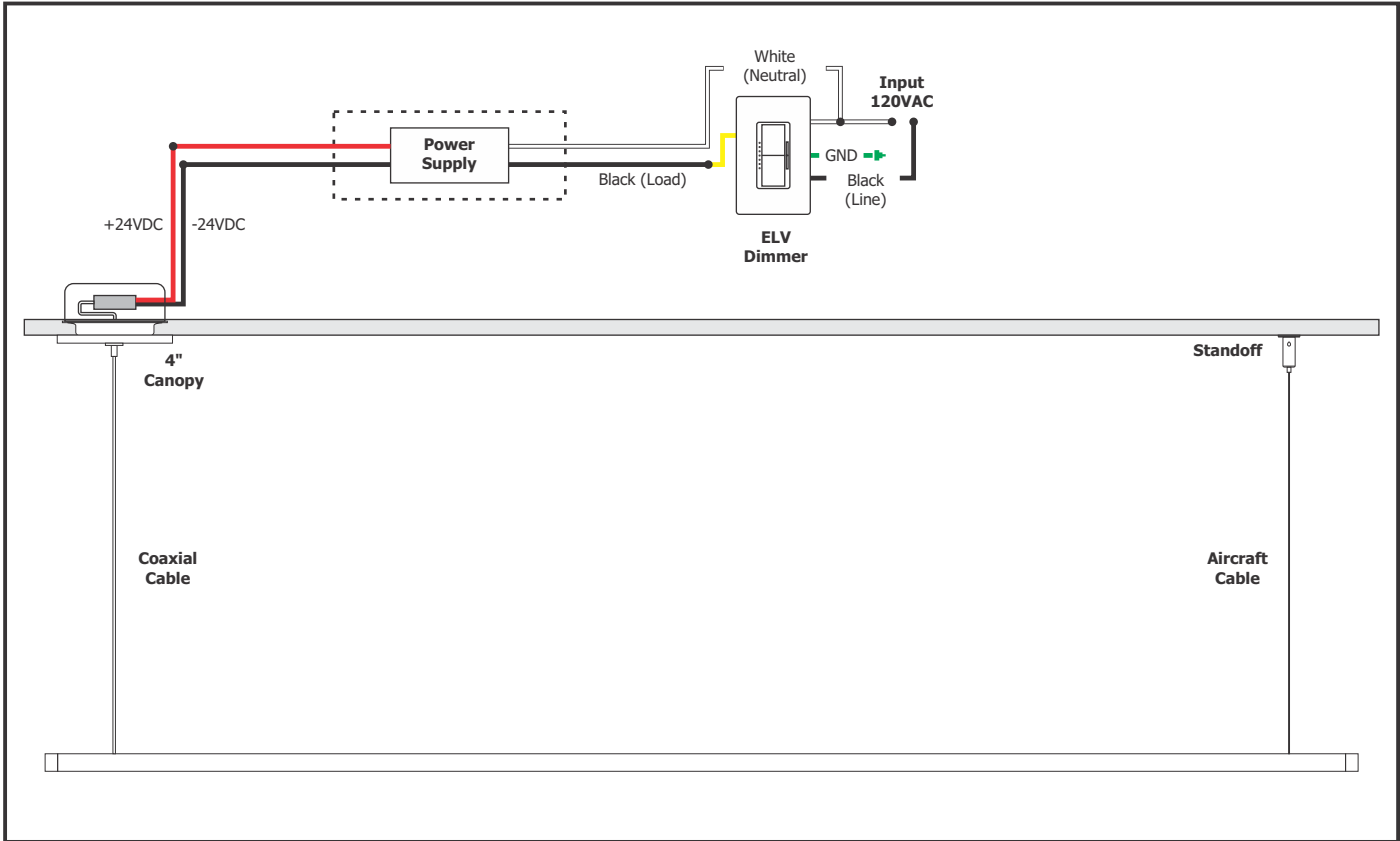 White
(Neutral)
Input
120VAC
Power
Supply
GND
Black (Load)
Black
(Line)
+24VDC
-24VDC
ELV
Dimmer
4"
Canopy
Standoff
Coaxial
Cable
Aircraft
Cable